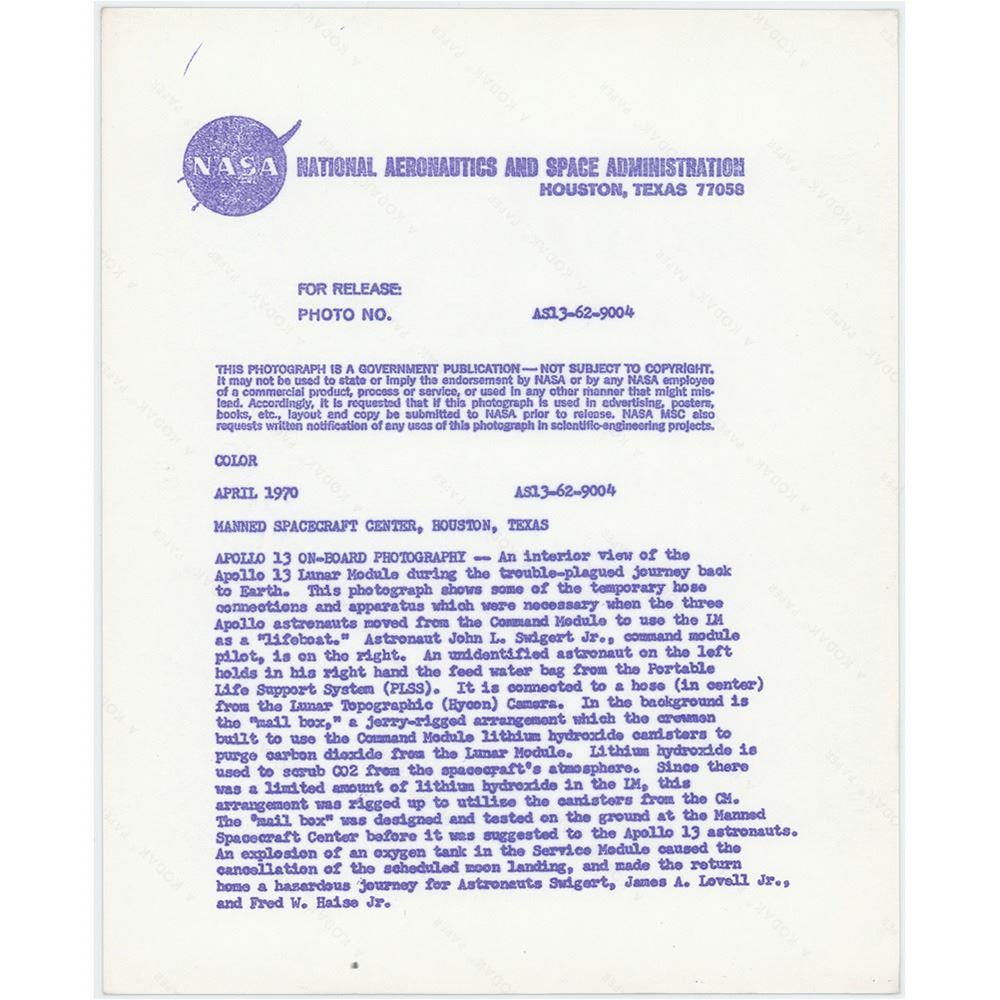 NASA
NATIONAL AERONAUTICS AND SPACE ADMINISTRATION
HOUSTON, TEXAS 77058
FOR RELEASE:
PHOTO NO. AS13-62-9004
THIS PHOTOGRAPH IS A GOVERNMENT PUBLICATION — NOT SUBJECT TO COPYRIGHT.
It may not be used to state or imply the endorsement by NASA or by any NASA employee
of a commercial product, process or service, or used in any other manner that might mis-
lead. Accordingly, it is requested that if this photograph is used in advertising, posters,
books, etc., layout and copy be submitted to NASA prior to release. NASA MSC also
requests written notification of any uses of this photograph in scientific-engineering projects.
COLOR
APRIL 1970 AS13-62-9004
MANNED SPACECRAFT CENTER, HOUSTON, TEXAS
APOLLO 13 ON-BOARD PHOTOGRAPHY -- An interior view of the
Apollo 13 Lunar Module during the trouble-plagued journey back
to Earth. This photograph shows some of the temporary hose
connections and apparatus which were necessary when the three
Apollo astronauts moved from the Command Module to use the LM
as a "lifeboat." Astronaut John L. Swigert Jr., command module
pilot, is on the right. An unidentified astronaut on the left
holds in his right hand the feed water bag from the Portable
Life Support System (PLSS). It is connected to a hose (in center)
from the Lunar Topographic (Hycon) Camera. In the background is
the "mail box," a jerry-rigged arrangement which the crewmen
built to use the Command Module lithium hydroxide canisters to
purge carbon dioxide from the Lunar Module. Lithium hydroxide is
used to scrub CO2 from the spacecraft's atmosphere. Since there
was a limited amount of lithium hydroxide in the LM, this
arrangement was rigged up to utilize the canisters from the CM.
The "mail box" was designed and tested on the ground at the Manned
Spacecraft Center before it was suggested to the Apollo 13 astronauts.
An explosion of an oxygen tank in the Service Module caused the
cancellation of the scheduled moon landing, and made the return
home a hazardous journey for Astronauts Swigert, James A. Lovell Jr.,
and Fred W. Haise Jr.